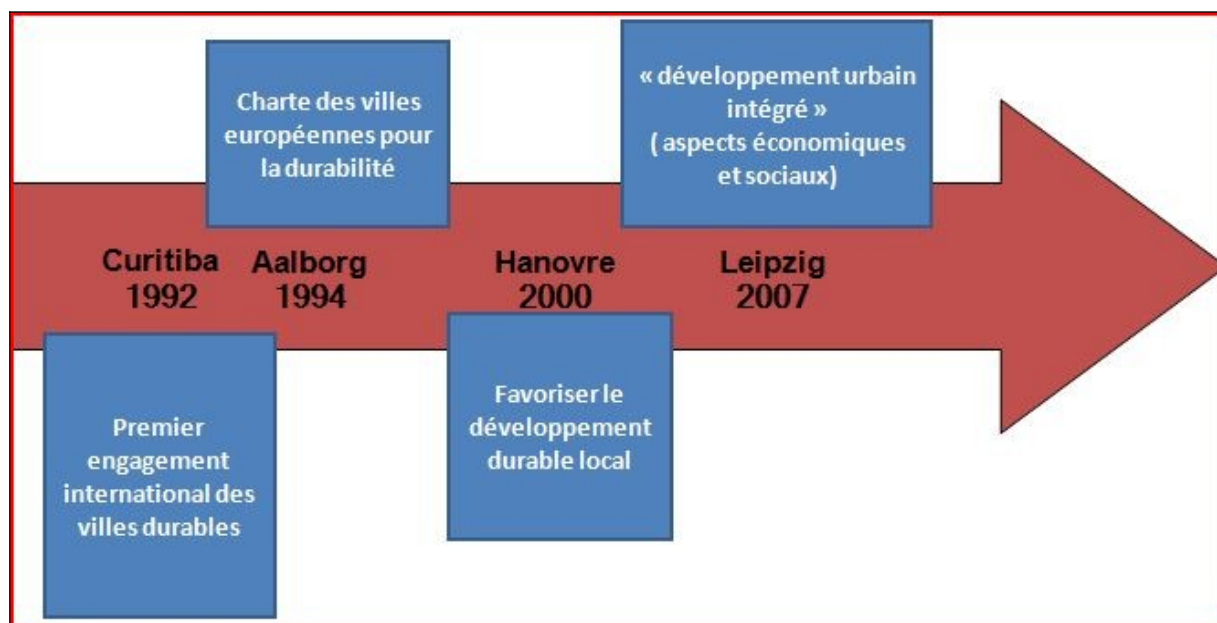 Charte des villes
européennes pour
la durabilité
« développement urbain
intégré »
( aspects économiques
et sociaux)
Curitiba
1992
Aalborg
1994
Hanovre
2000
Leipzig
2007
Premier
engagement
international des
villes durables
Favoriser le
développement
durable local